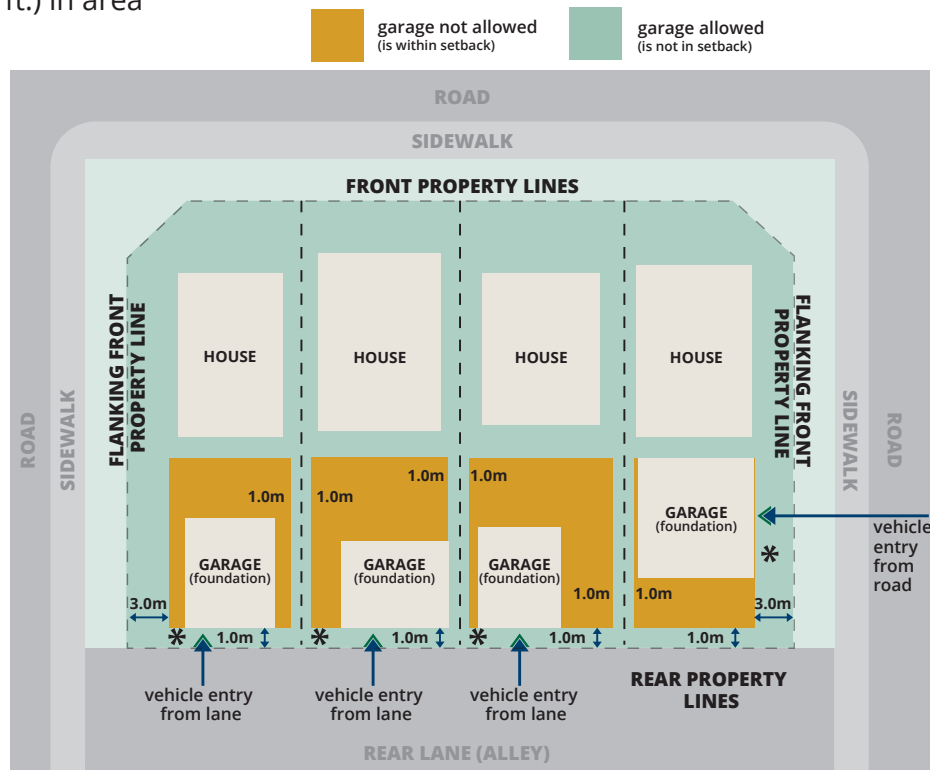 ft.) in area
garage not allowed
(is within setback)
garage allowed
(is not in setback)
ROAD
SIDEWALK
FRONT PROPERTY LINES
FLANKING FRONT
PROPERTY LINE
FLANKING FRONT
PROPERTY LINE
ROAD
SIDEWALK
SIDEWALK
ROAD
HOUSE
HOUSE
HOUSE
HOUSE
1.0m
1.0m
1.0m
1.0m
GARAGE
(foundation)
GARAGE
(foundation)
GARAGE
(foundation)
GARAGE
(foundation)
vehicle
entry
from
road
*
3.0m
1.0m
1.0m
3.0m
*
1.0m
*
1.0m
*
1.0m
1.0m
vehicle entry
from lane
vehicle entry
from lane
vehicle entry
from lane
REAR PROPERTY
LINES
REAR LANE (ALLEY)